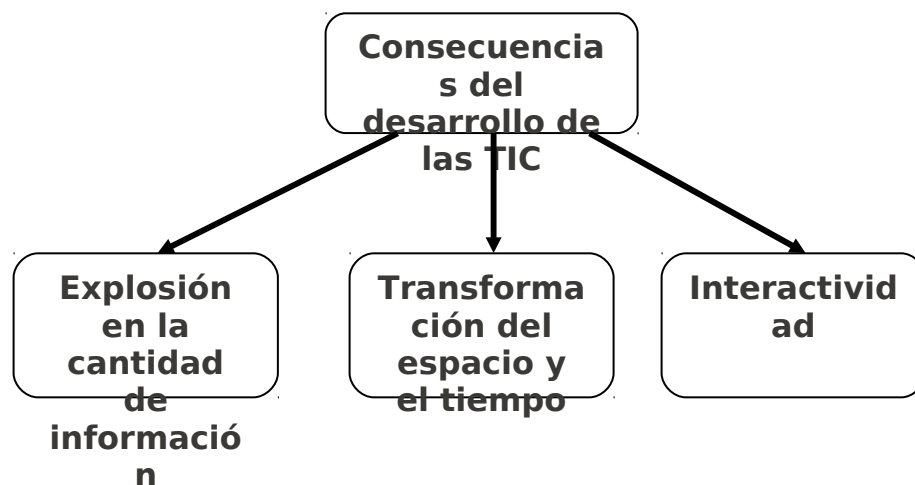 Consecuencia
s del
desarrollo de
las TIC
Explosión
en la
cantidad
de
informació
n
Transforma
ción del
espacio y
el tiempo
Interactivid
ad